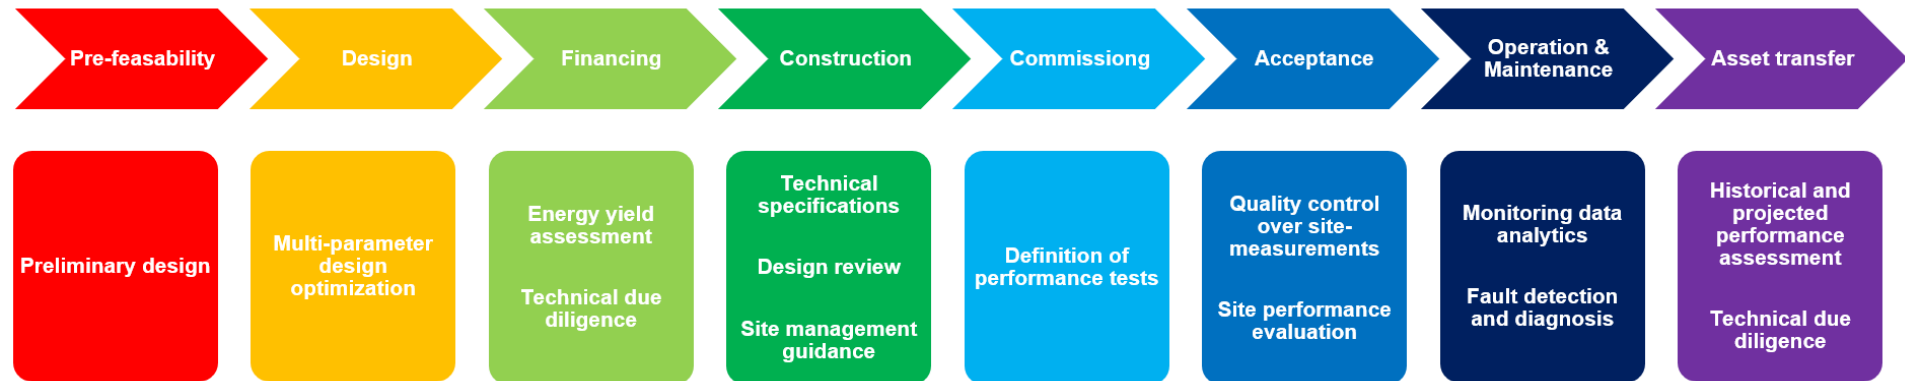 Pre-feasability
Design
Financing
Construction
Commissiong
Acceptance
Operation &
Maintenance
Asset transfer
Preliminary design
Multi-parameter
design
optimization
Energy yield
assessment
Technical due
diligence
Technical
specifications
Design review
Site management
guidance
Definition of
performance tests
Quality control
over site-
measurements
Site performance
evaluation
Monitoring data
analytics
Fault detection
and diagnosis
Historical and
projected
performance
assessment
Technical due
diligence